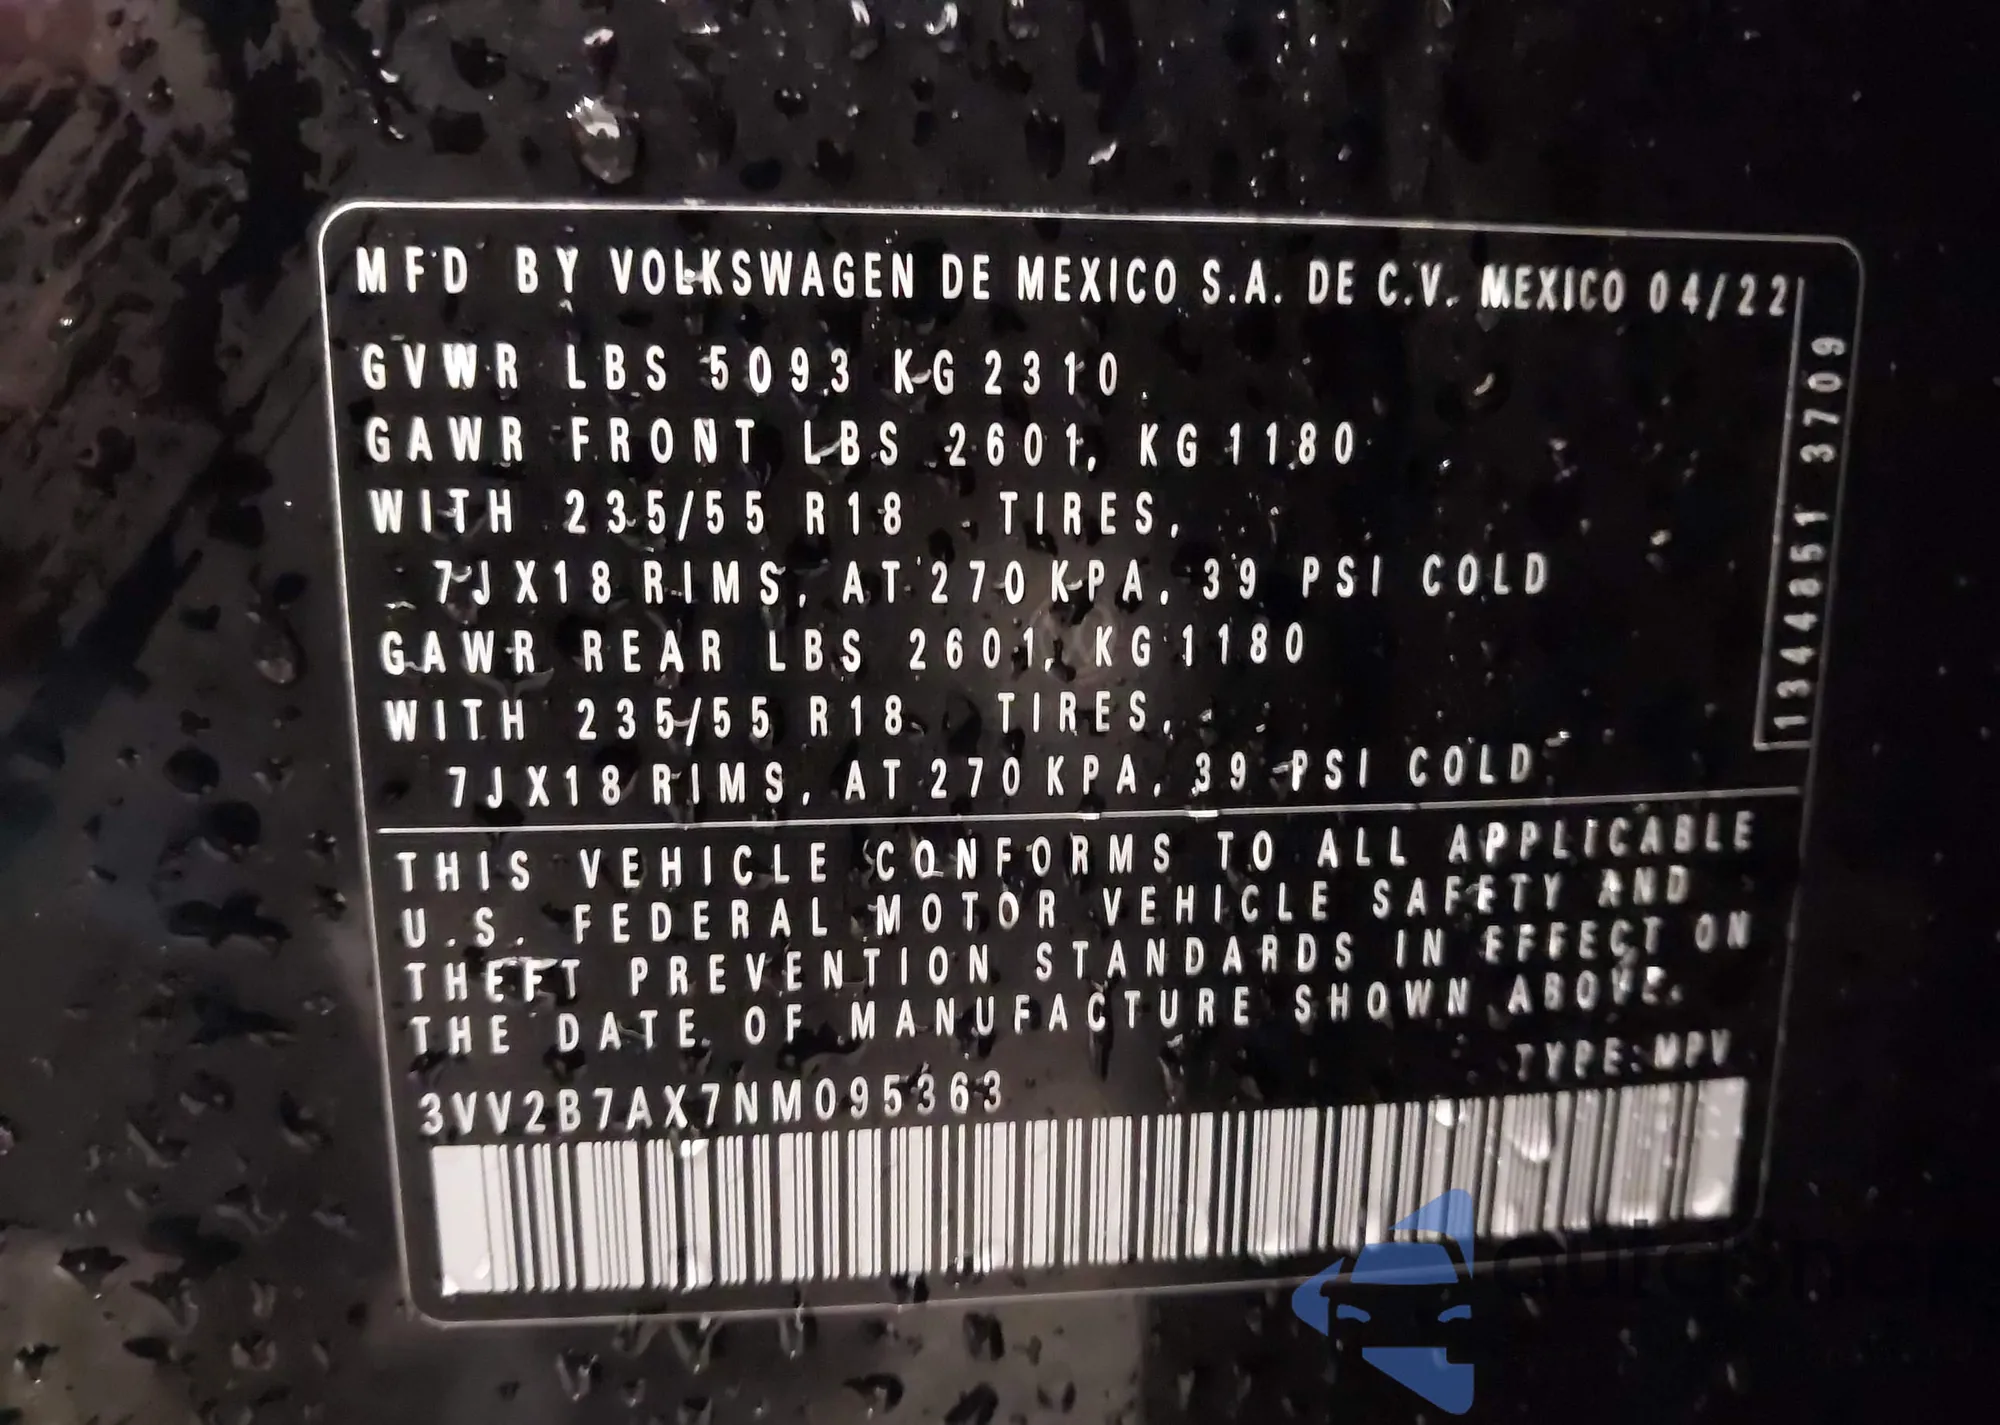 MFD BY VOLKSWAGEN DE MEXICO S.A. DE C.V. MEXICO 04/22
GVWR LBS 5093 KG 2310
GAWR FRONT LBS 2601, KG 1180
WITH 235/55 R18 TIRES,
7JX18 RIMS, AT 270 KPA, 39 PSI COLD
GAWR REAR LBS 2601, KG 1180
WITH 235/55 R18 TIRES,
7JX18 RIMS, AT 270 KPA, 39 PSI COLD
1344851 3709
THIS VEHICLE CONFORMS TO ALL APPLICABLE
U.S. FEDERAL MOTOR VEHICLE SAFETY AND
THEFT PREVENTION STANDARDS IN EFFECT ON
THE DATE OF MANUFACTURE SHOWN ABOVE.
TYPE: MPV
3VV2B7AX7NM095363